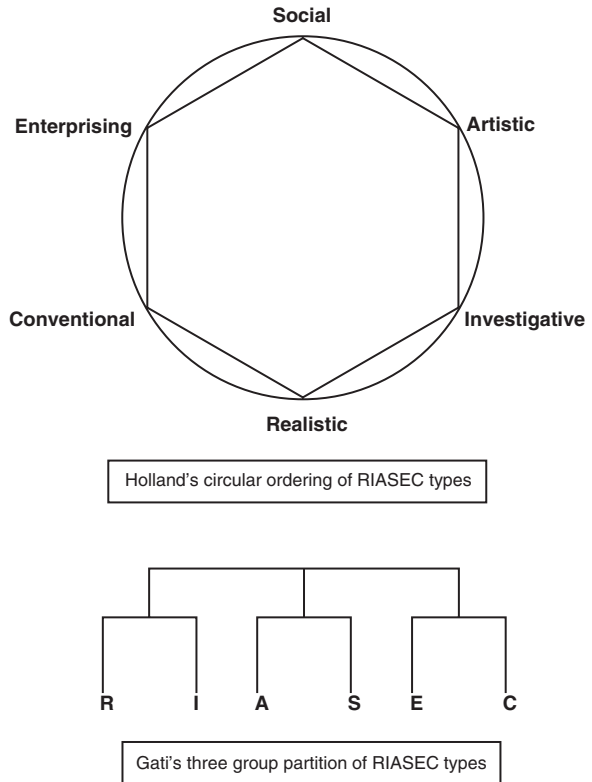 Social
Enterprising
Artistic
Conventional
Investigative
Realistic
Holland's circular ordering of RIASEC types
R I A S E C
Gati's three group partition of RIASEC types